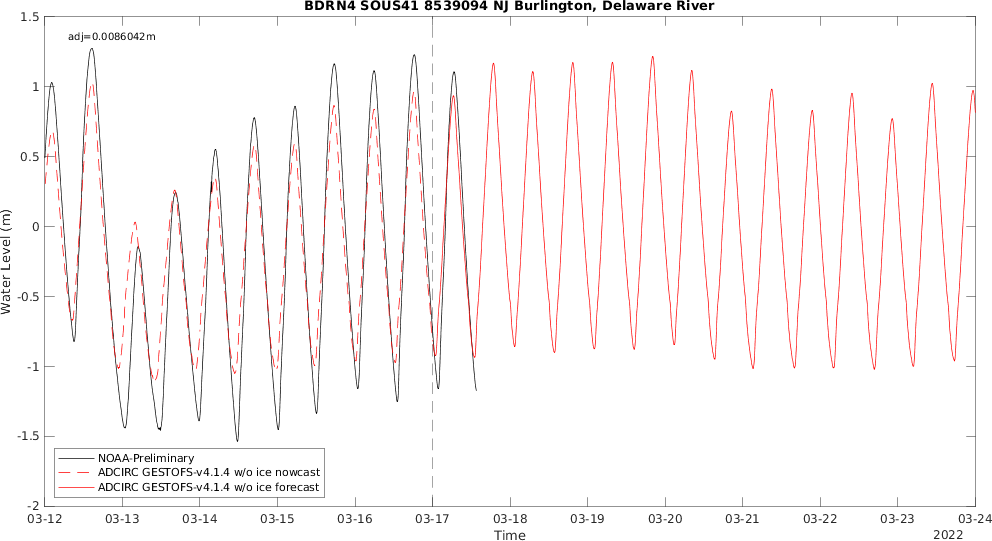 BDRN4 SOUS41 8539094 NJ Burlington, Delaware River
adj=0.0086042m
1.5
1
0.5
0
-0.5
-1
-1.5
-2
Water Level (m)
NOAA-Preliminary
ADCIRC GESTOFS-v4.1.4 w/o ice nowcast
ADCIRC GESTOFS-v4.1.4 w/o ice forecast
03-12 03-13 03-14 03-15 03-16 03-17 03-18 03-19 03-20 03-21 03-22 03-23 03-24
Time
2022